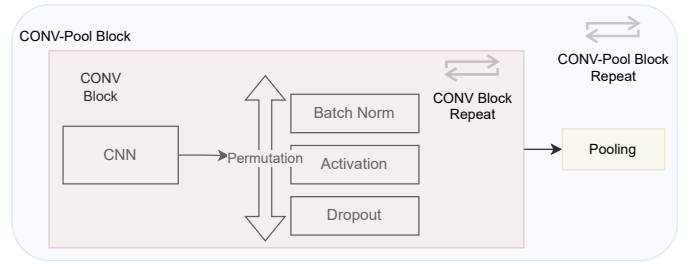 CONV-Pool Block
CONV-Pool Block
Repeat
CONV
Block
CONV Block
Repeat
CNN
Permutation
Batch Norm
Activation
Dropout
Pooling